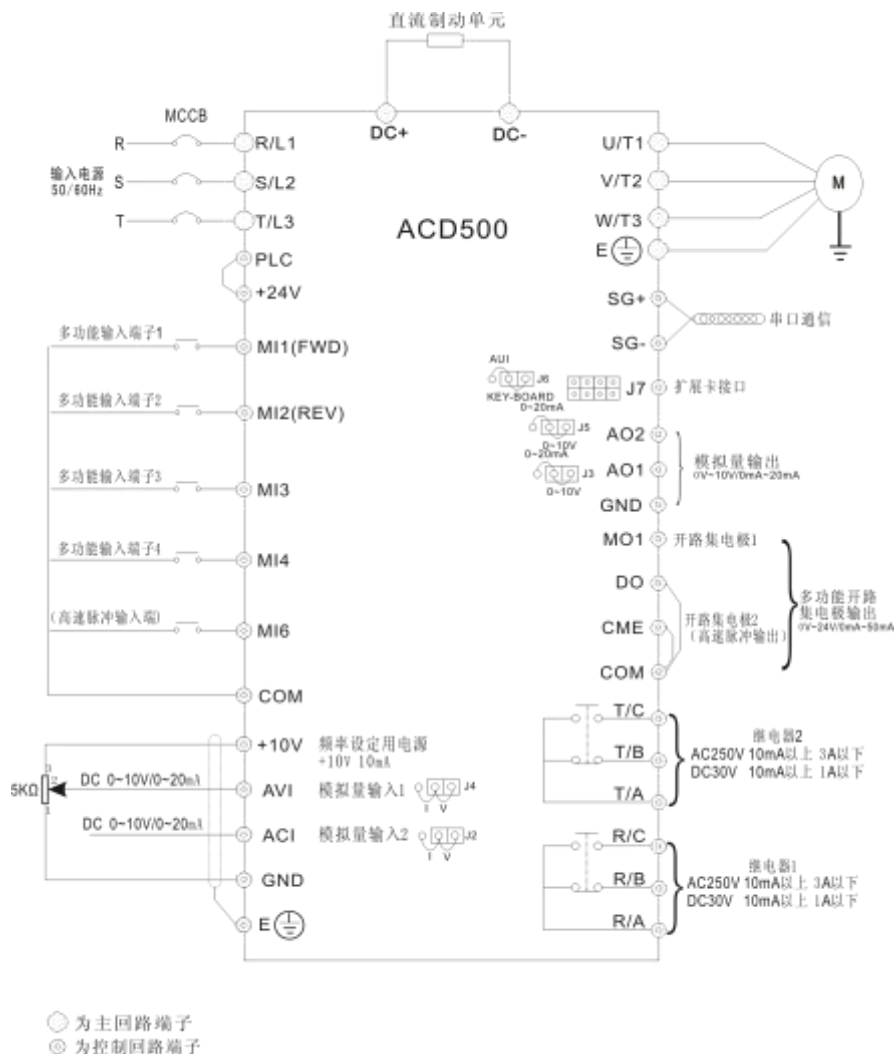 直流制动单元
DC+
DC-
MCCB
R
R/L1
输入电源
50/60Hz
S
S/L2
T
T/L3
ACD500
U/T1
V/T2
W/T3
E
M
PLC
+24V
SG+
SG-
串口通信
多功能输入端子1
MI1(FWD)
AUI
J6
KEY-BOARD
J7
扩展卡接口
多功能输入端子2
MI2(REV)
0~20mA
J5
0~10V
AO2
0~20mA
J3
0~10V
AO1
模拟量输出
0V~10V/0mA~20mA
GND
多功能输入端子3
MI3
MO1
开路集电极1
多功能输入端子4
MI4
DO
CME
开路集电极2
(高速脉冲输出)
COM
多功能开路
集电极输出
0V~24V/0mA~50mA
(高速脉冲输入端)
MI6
COM
T/C
T/B
T/A
继电器2
AC250V 10mA以上 3A以下
DC30V 10mA以上 1A以下
+10V
频率设定用电源
+10V 10mA
5KΩ
3
2
1
DC 0~10V/0~20mA
AVI
模拟量输入1
J4
I V
DC 0~10V/0~20mA
ACI
模拟量输入2
J2
I V
GND
E
R/C
R/B
R/A
继电器1
AC250V 10mA以上 3A以下
DC30V 10mA以上 1A以下
为主回路端子
为控制回路端子